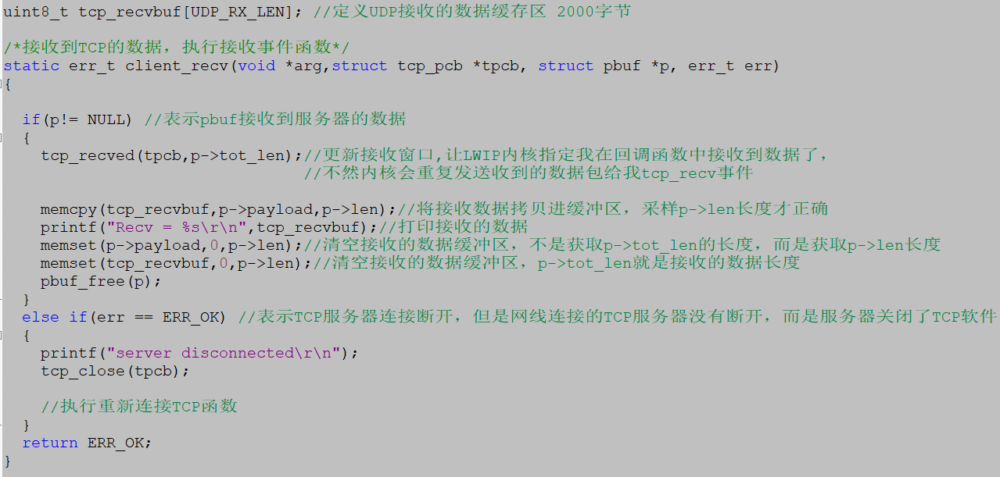 uint8_t tcp_recvbuf[UDP_RX_LEN]; //定义UDP接收的数据缓存区 2000字节
/*接收到TCP的数据，执行接收事件函数*/
static err_t client_recv(void *arg,struct tcp_pcb *tpcb, struct pbuf *p, err_t err)
{
if(p!= NULL) //表示pbuf接收到服务器的数据
{
tcp_recved(tpcb,p->tot_len);//更新接收窗口,让LWIP内核指定我在回调函数中接收到数据了，
//不然内核会重复发送收到的数据包给我tcp_recv事件
memcpy(tcp_recvbuf,p->payload,p->len);//将接收数据拷贝进缓冲区，采样p->len长度才正确
printf("Recv = %s\r\n",tcp_recvbuf);//打印接收的数据
memset(p->payload,0,p->len);//清空接收的数据缓冲区，不是获取p->tot_len的长度，而是获取p->len长度
memset(tcp_recvbuf,0,p->len);//清空接收的数据缓冲区，p->tot_len就是接收的数据长度
pbuf_free(p);
}
else if(err == ERR_OK) //表示TCP服务器连接断开，但是网线连接的TCP服务器没有断开，而是服务器关闭了TCP软件
{
printf("server disconnected\r\n");
tcp_close(tpcb);
//执行重新连接TCP函数
}
return ERR_OK;
}